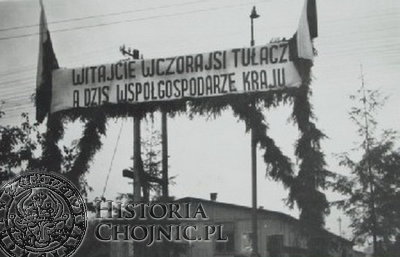 WITAJCIE WCZORAJSI TUŁACZE
A DZIŚ WSPÓŁGOSPODARZE KRAJU
HISTORIA
CHOJNIC.PL